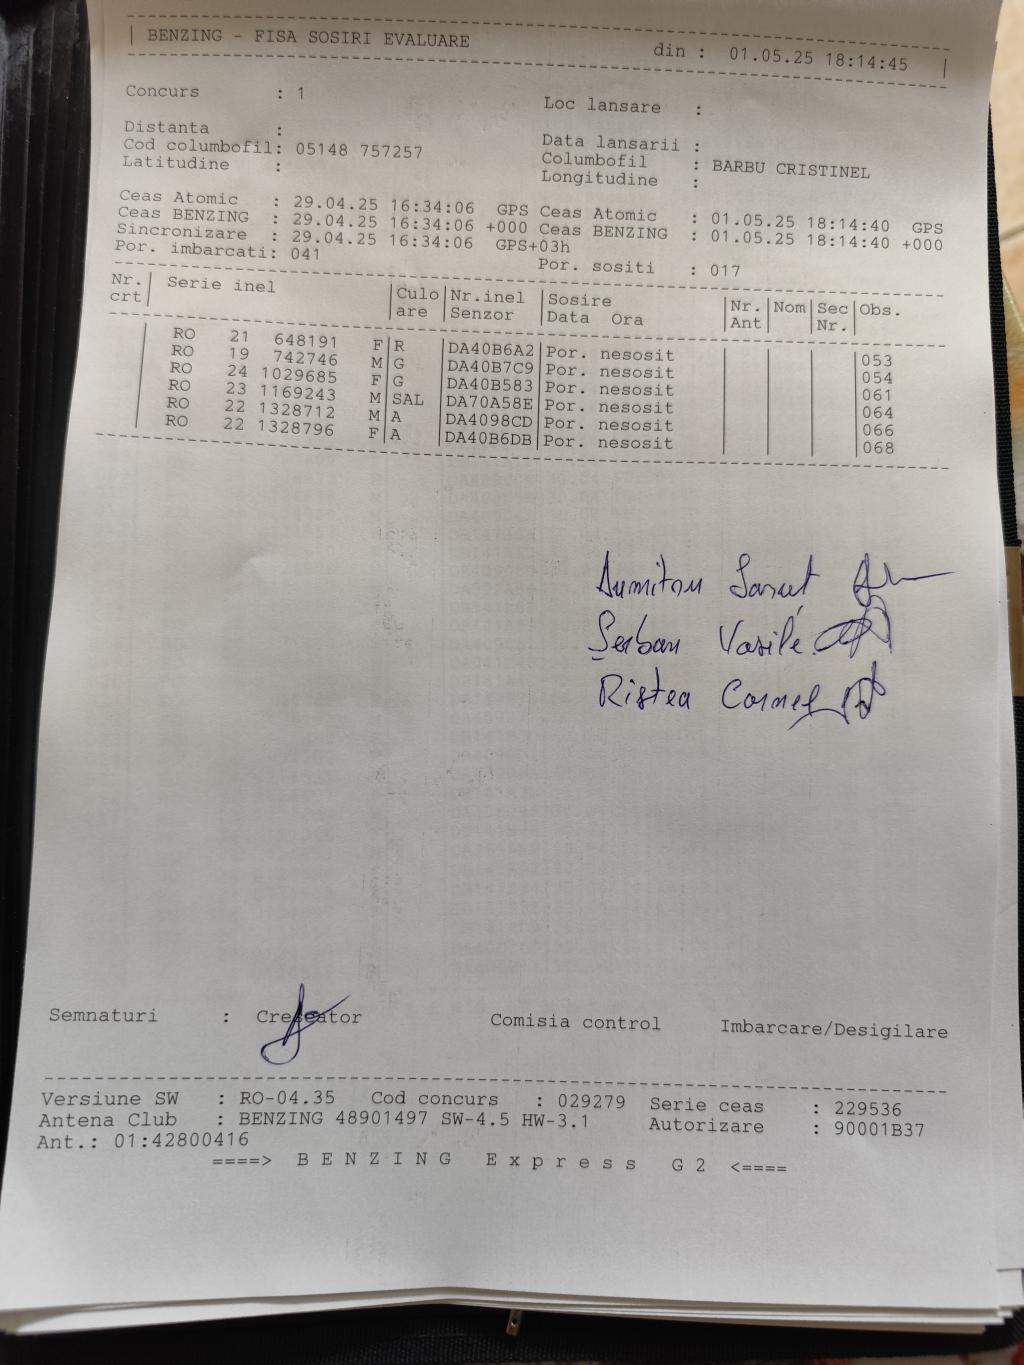 BENZING - FISA SOSIRI EVALUARE din : 01.05.25 18:14:45
Concurs : 1 Loc lansare :
Distanta : Data lansarii :
Cod columbofil: 05148 757257 Columbofil : BARBU CRISTINEL
Latitudine : Longitudine :
Ceas Atomic : 29.04.25 16:34:06 GPS Ceas Atomic : 01.05.25 18:14:40 GPS
Ceas BENZING : 29.04.25 16:34:06 +000 Ceas BENZING : 01.05.25 18:14:40 +000
Sincronizare : 29.04.25 16:34:06 GPS+03h
Por. imbarcati: 041 Por. sositi : 017
Nr. crt | Serie inel | Culo are | Nr.inel Senzor | Sosire Data Ora | Nr. Ant | Nom | Sec Nr. | Obs.
RO 21 648191 F | R | DA40B6A2 | Por. nesosit | 053
RO 19 742746 M | G | DA40B7C9 | Por. nesosit | 054
RO 24 1029685 F | G | DA40B583 | Por. nesosit | 061
RO 23 1169243 M | SAL | DA70A58E | Por. nesosit | 064
RO 22 1328712 M | A | DA4098CD | Por. nesosit | 066
RO 22 1328796 F | A | DA40B6DB | Por. nesosit | 068
Dumitru
Șerban Vasile
Ristea Cornel
Semnaturi : Crescator Comisia control Imbarcare/Desigilare
Versiune SW : RO-04.35 Cod concurs : 029279 Serie ceas : 229536
Antena Club : BENZING 48901497 SW-4.5 HW-3.1 Autorizare : 90001B37
Ant.: 01:42800416
====> B E N Z I N G E x p r e s s G 2 <====